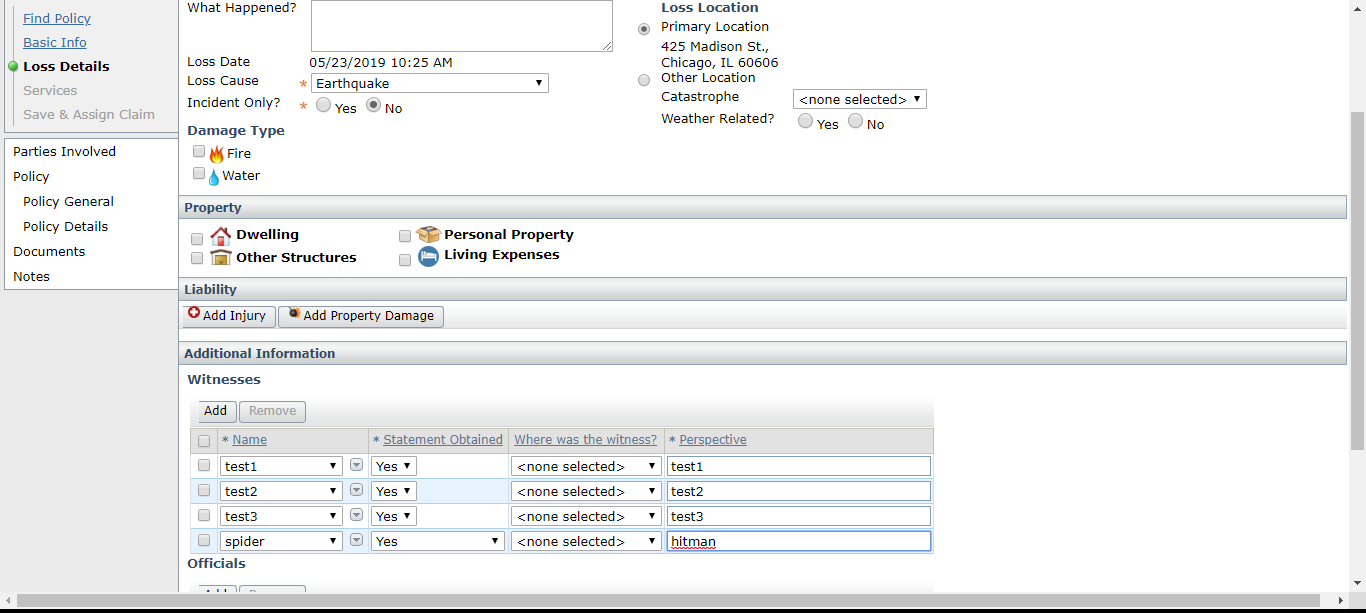 Find Policy
Basic Info
Loss Details
Services
Save & Assign Claim
Parties Involved
Policy
Policy General
Policy Details
Documents
Notes
What Happened?
Loss Date 05/23/2019 10:25 AM
Loss Cause * Earthquake
Incident Only? * Yes No
Damage Type
Fire
Water
Loss Location
Primary Location
425 Madison St.,
Chicago, IL 60606
Other Location
Catastrophe <none selected>
Weather Related? Yes No
Property
Dwelling Personal Property
Other Structures Living Expenses
Liability
Add Injury Add Property Damage
Additional Information
Witnesses
Add Remove
* Name * Statement Obtained Where was the witness? * Perspective
test1 Yes <none selected> test1
test2 Yes <none selected> test2
test3 Yes <none selected> test3
spider Yes <none selected> hitman
Officials